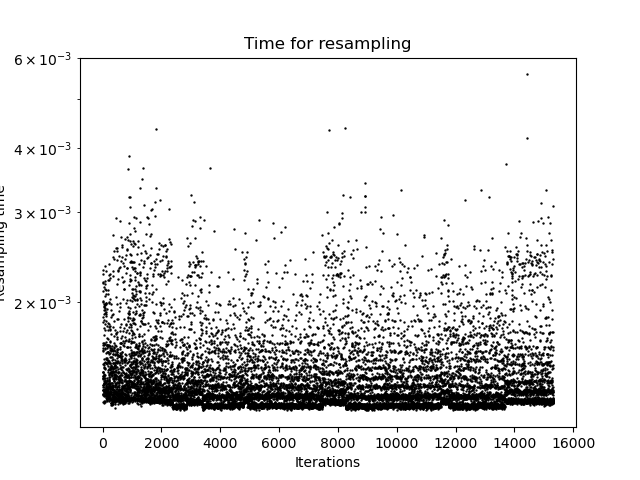 Time for resampling
6 × 10⁻³
4 × 10⁻³
3 × 10⁻³
2 × 10⁻³
Resampling time
0 2000 4000 6000 8000 10000 12000 14000 16000
Iterations